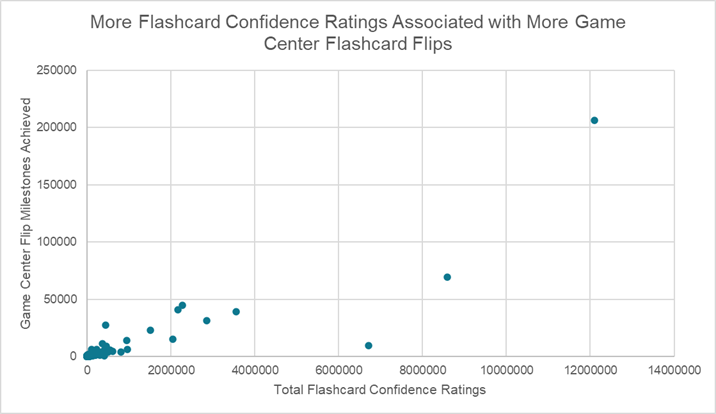 More Flashcard Confidence Ratings Associated with More Game
Center Flashcard Flips
250000
200000
150000
100000
50000
0
Game Center Flip Milestones Achieved
0 2000000 4000000 6000000 8000000 10000000 12000000 14000000
Total Flashcard Confidence Ratings